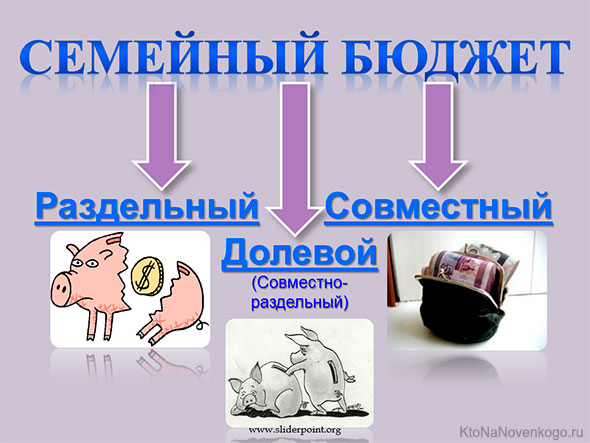 СЕМЕЙНЫЙ БЮДЖЕТ
Раздельный
Совместный
Долевой
(Совместно-
раздельный)
$
www.sliderpoint.org
KtoNaNovenkogo.ru